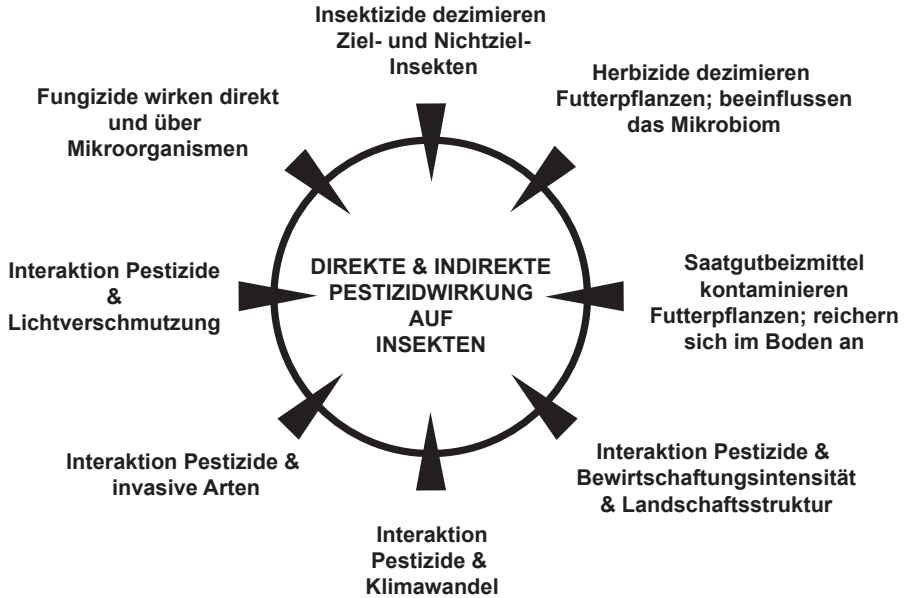 Insektizide dezimieren
Ziel- und Nichtziel-
Insekten
Herbizide dezimieren
Futterpflanzen; beeinflussen
das Mikrobiom
Fungizide wirken direkt
und über
Mikroorganismen
Interaktion Pestizide
&
Lichtverschmutzung
DIREKTE & INDIREKTE
PESTIZIDWIRKUNG
AUF
INSEKTEN
Saatgutbeizmittel
kontaminieren
Futterpflanzen; reichern
sich im Boden an
Interaktion Pestizide &
invasive Arten
Interaktion Pestizide &
Bewirtschaftungsintensität
& Landschaftsstruktur
Interaktion
Pestizide &
Klimawandel